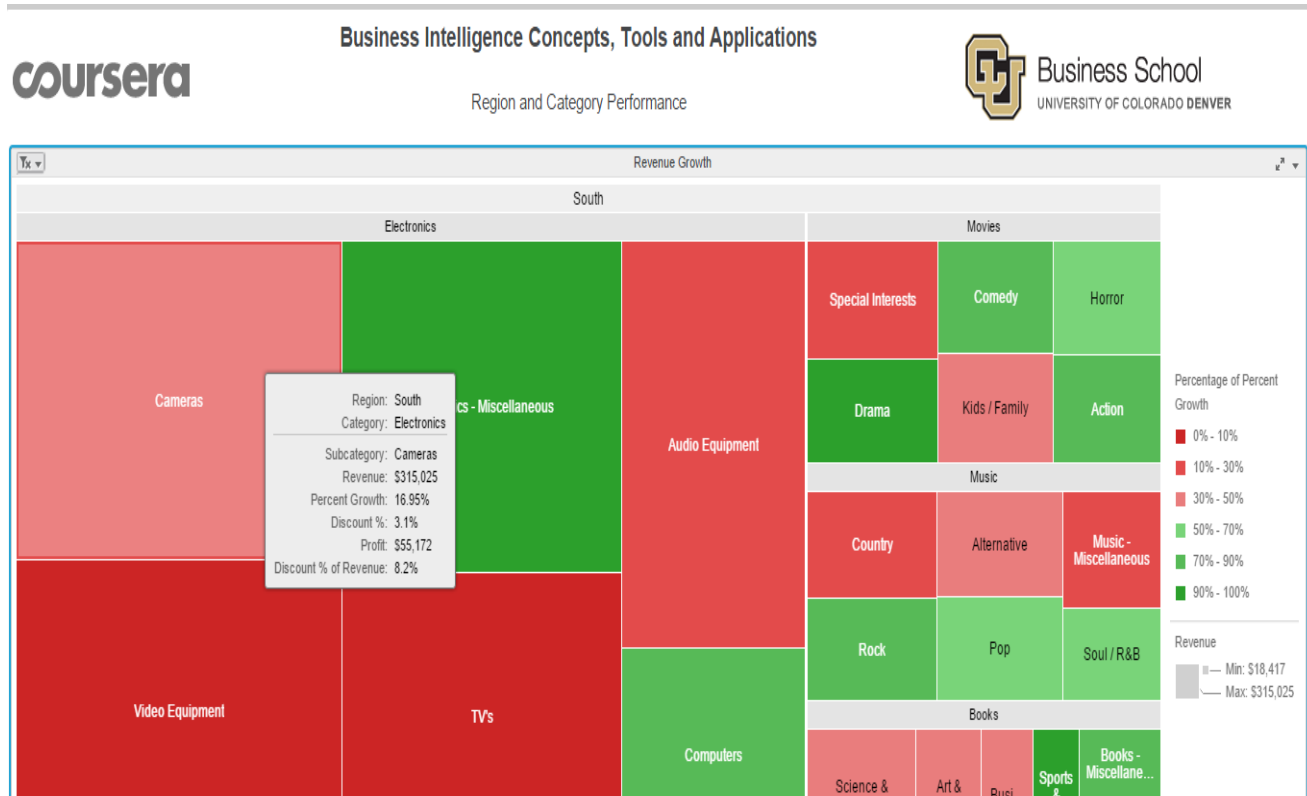 Business Intelligence Concepts, Tools and Applications
coursera
Region and Category Performance
CU
Business School
UNIVERSITY OF COLORADO DENVER
Tx
Revenue Growth
South
Electronics
Movies
Cameras
cs - Miscellaneous
Audio Equipment
Video Equipment
TV's
Computers
Region: South
Category: Electronics
Subcategory: Cameras
Revenue: $315,025
Percent Growth: 16.95%
Discount %: 3.1%
Profit: $55,172
Discount % of Revenue: 8.2%
Special Interests
Comedy
Horror
Drama
Kids / Family
Action
Music
Country
Alternative
Music -
Miscellaneous
Rock
Pop
Soul / R&B
Books
Science &
Art &
Busi...
Sports
&
Books -
Miscellane...
Percentage of Percent
Growth
0% - 10%
10% - 30%
30% - 50%
50% - 70%
70% - 90%
90% - 100%
Revenue
Min: $18,417
Max: $315,025